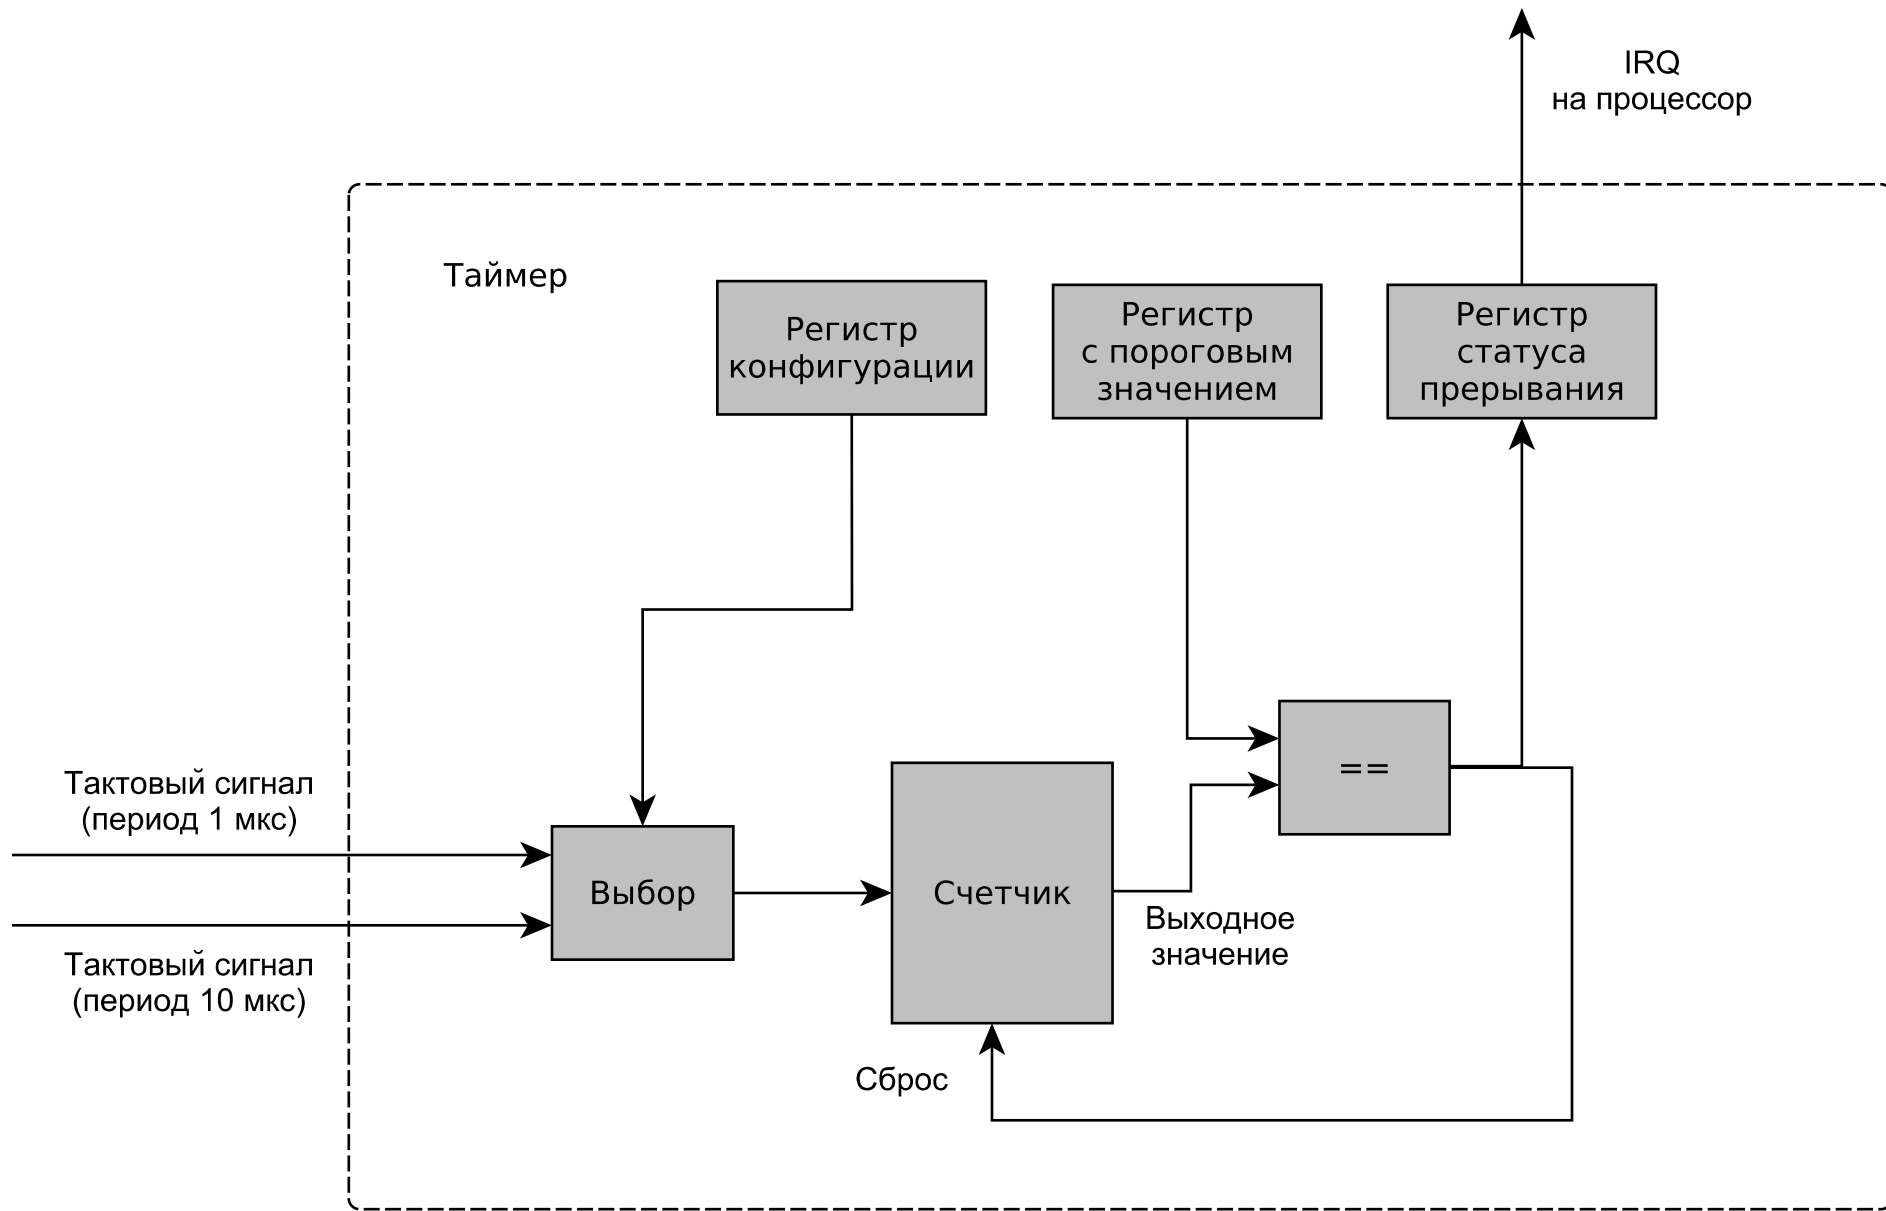 IRQ
на процессор
Таймер
Регистр
конфигурации
Регистр
с пороговым
значением
Регистр
статуса
прерывания
Тактовый сигнал
(период 1 мкс)
==
Выбор
Счетчик
Выходное
значение
Тактовый сигнал
(период 10 мкс)
Сброс